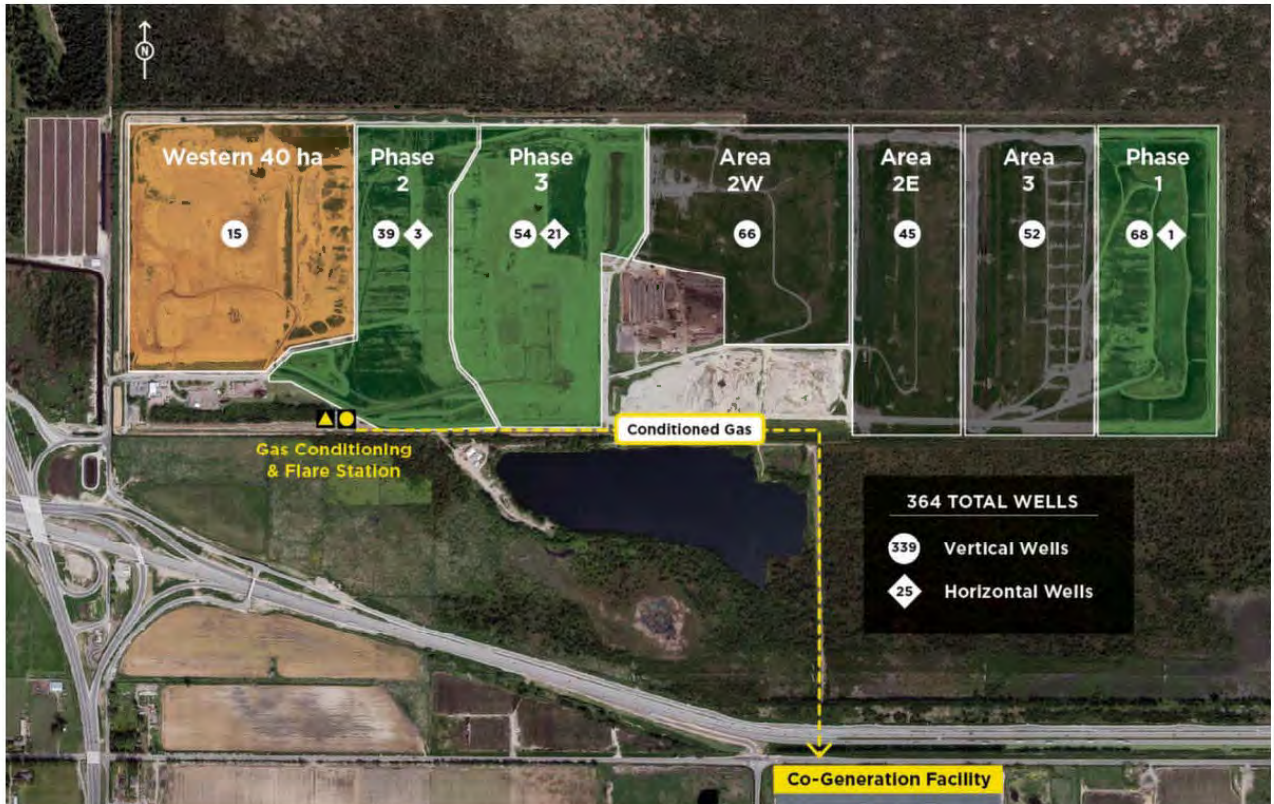 N
Western 40 ha
15
Phase
2
39 3
Phase
3
54 21
Area
2W
66
Area
2E
45
Area
3
52
Phase
1
68 1
Gas Conditioning
& Flare Station
Conditioned Gas
364 TOTAL WELLS
339 Vertical Wells
25 Horizontal Wells
Co-Generation Facility